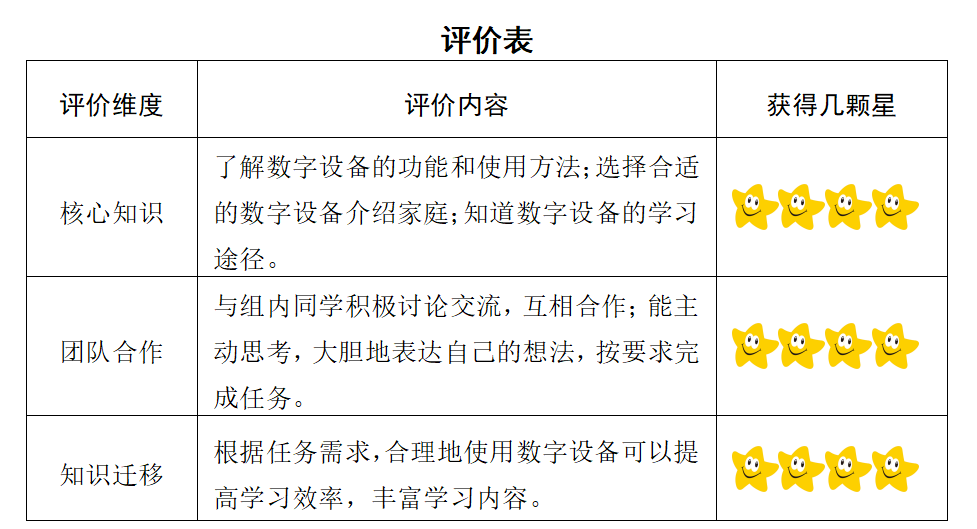 评价表
评价维度
评价内容
获得几颗星
核心知识
了解数字设备的功能和使用方法;选择合适
的数字设备介绍家庭;知道数字设备的学习
途径。
团队合作
与组内同学积极讨论交流，互相合作；能主
动思考，大胆地表达自己的想法，按要求完
成任务。
知识迁移
根据任务需求,合理地使用数字设备可以提
高学习效率，丰富学习内容。